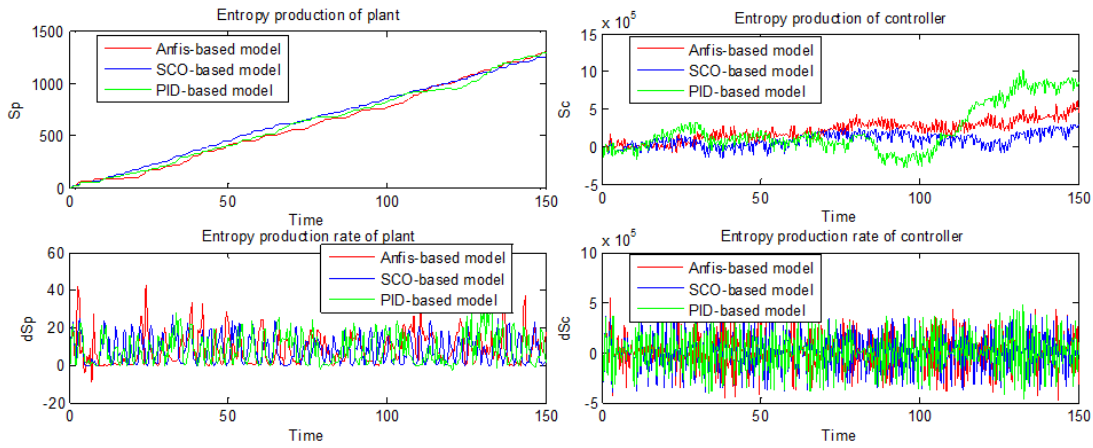 Entropy production of plant
1500
1000
500
0
Sp
Anfis-based model
SCO-based model
PID-based model
0 50 100 150
Time
Entropy production of controller
x 10^5
15
10
5
0
-5
Sc
Anfis-based model
SCO-based model
PID-based model
0 50 100 150
Time
Entropy production rate of plant
60
40
20
0
-20
dSp
Anfis-based model
SCO-based model
PID-based model
0 50 100 150
Time
Entropy production rate of controller
x 10^5
10
5
0
-5
dSc
Anfis-based model
SCO-based model
PID-based model
0 50 100 150
Time